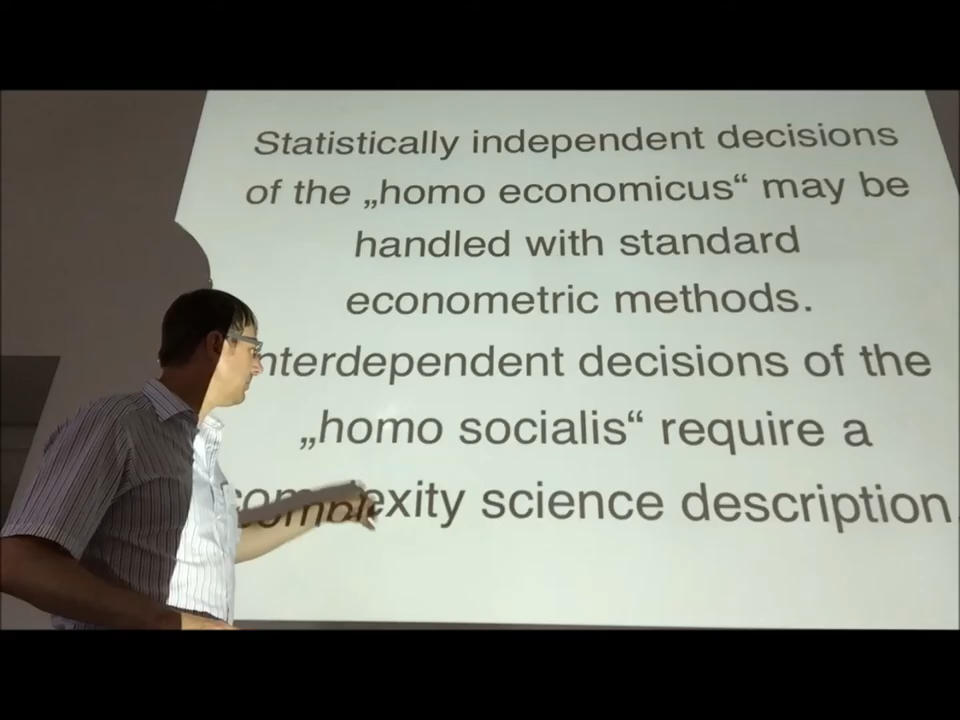 Statistically independent decisions
of the „homo economicus“ may be
handled with standard
econometric methods.
Interdependent decisions of the
„homo socialis“ require a
complexity science description.